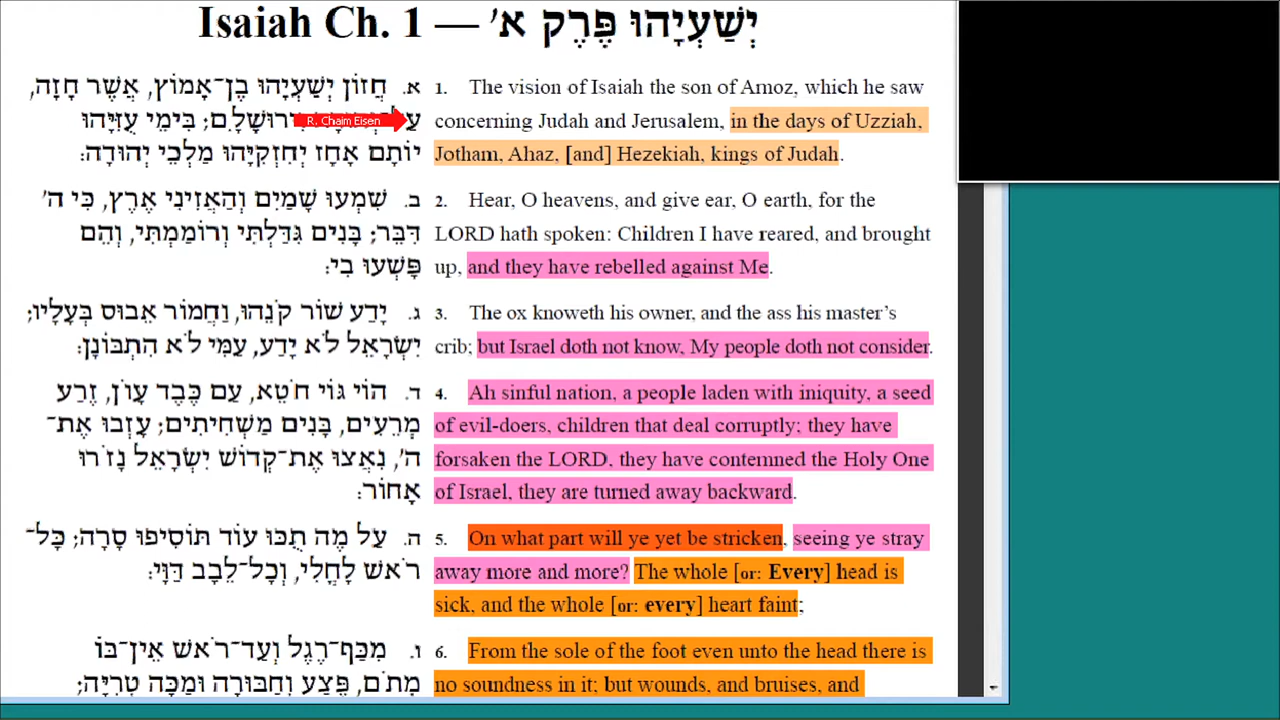 Isaiah Ch. 1 — יְשַׁעְיָהוּ פֶּרֶק א׳
א. חֲזוֹן יְשַׁעְיָהוּ בֶן־אָמוֹץ, אֲשֶׁר חָזָה,
R. Chaim Eisen
בִּימֵי עֻזִּיָּהוּ
יוֹתָם אָחָז יְחִזְקִיָּהוּ מַלְכֵי יְהוּדָה:
ב. שִׁמְעוּ שָׁמַיִם וְהַאֲזִינִי אֶרֶץ, כִּי ה׳
דִּבֵּר; בָּנִים גִּדַּלְתִּי וְרוֹמַמְתִּי, וְהֵם
פָּשְׁעוּ בִי:
ג. יָדַע שׁוֹר קֹנֵהוּ, וַחֲמוֹר אֵבוּס בְּעָלָיו;
יִשְׂרָאֵל לֹא יָדַע, עַמִּי לֹא הִתְבּוֹנָן:
ד. הוֹי גּוֹי חֹטֵא, עַם כֶּבֶד עָוֹן, זֶרַע
מְרֵעִים, בָּנִים מַשְׁחִיתִים; עָזְבוּ אֶת־
ה׳, נִאֲצוּ אֶת־קְדוֹשׁ יִשְׂרָאֵל נָזֹרוּ
אָחוֹר:
ה. עַל מֶה תֻכּוּ עוֹד תּוֹסִיפוּ סָרָה; כָּל־
רֹאשׁ לָחֳלִי, וְכָל־לֵבָב דַּוָּי:
ו. מִכַּף־רֶגֶל וְעַד־רֹאשׁ אֵין־בּוֹ
מְתֹם, פֶּצַע וְחַבּוּרָה וּמַכָּה טְרִיָּה;
1. The vision of Isaiah the son of Amoz, which he saw
concerning Judah and Jerusalem, in the days of Uzziah,
Jotham, Ahaz, [and] Hezekiah, kings of Judah.
2. Hear, O heavens, and give ear, O earth, for the
LORD hath spoken: Children I have reared, and brought
up, and they have rebelled against Me.
3. The ox knoweth his owner, and the ass his master’s
crib; but Israel doth not know, My people doth not consider.
4. Ah sinful nation, a people laden with iniquity, a seed
of evil-doers, children that deal corruptly; they have
forsaken the LORD, they have contemned the Holy One
of Israel, they are turned away backward.
5. On what part will ye yet be stricken, seeing ye stray
away more and more? The whole [or: Every] head is
sick, and the whole [or: every] heart faint;
6. From the sole of the foot even unto the head there is
no soundness in it; but wounds, and bruises, and